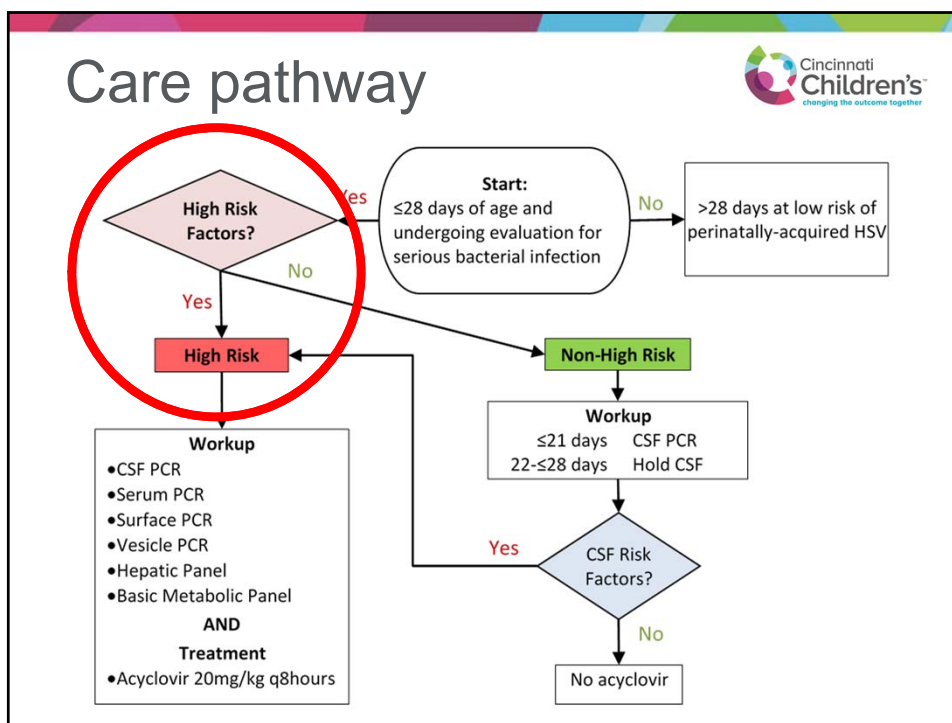 Care pathway
Cincinnati
Children's™
changing the outcome together
High Risk
Factors?
Yes
Start:
≤28 days of age and
undergoing evaluation for
serious bacterial infection
No
>28 days at low risk of
perinatally-acquired HSV
No
Yes
High Risk
Non-High Risk
Workup
•CSF PCR
•Serum PCR
•Surface PCR
•Vesicle PCR
•Hepatic Panel
•Basic Metabolic Panel
AND
Treatment
•Acyclovir 20mg/kg q8hours
Workup
≤21 days CSF PCR
22-≤28 days Hold CSF
Yes
CSF Risk
Factors?
No
No acyclovir